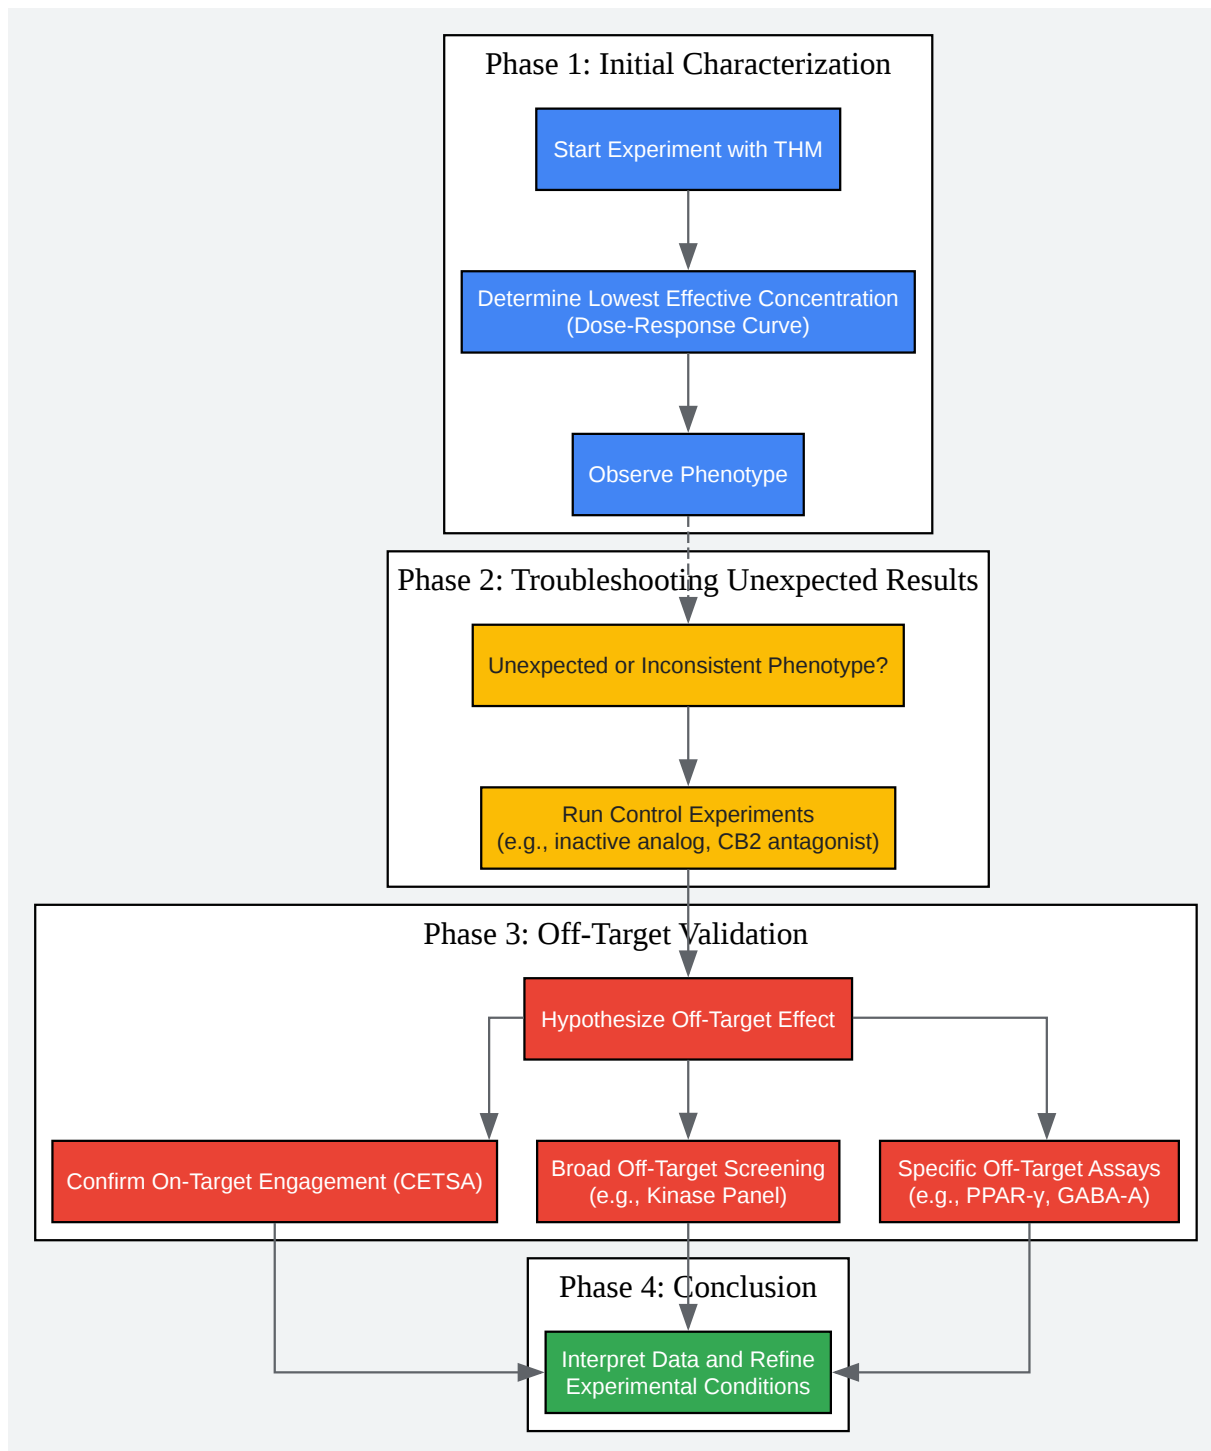 Phase 1: Initial Characterization
Start Experiment with THM
Determine Lowest Effective Concentration
(Dose-Response Curve)
Observe Phenotype
Phase 2: Troubleshooting Unexpected Results
Unexpected or Inconsistent Phenotype?
Run Control Experiments
(e.g., inactive analog, CB2 antagonist)
Phase 3: Off-Target Validation
Hypothesize Off-Target Effect
Confirm On-Target Engagement (CETSA)
Broad Off-Target Screening
(e.g., Kinase Panel)
Specific Off-Target Assays
(e.g., PPAR-γ, GABA-A)
Phase 4: Conclusion
Interpret Data and Refine
Experimental Conditions